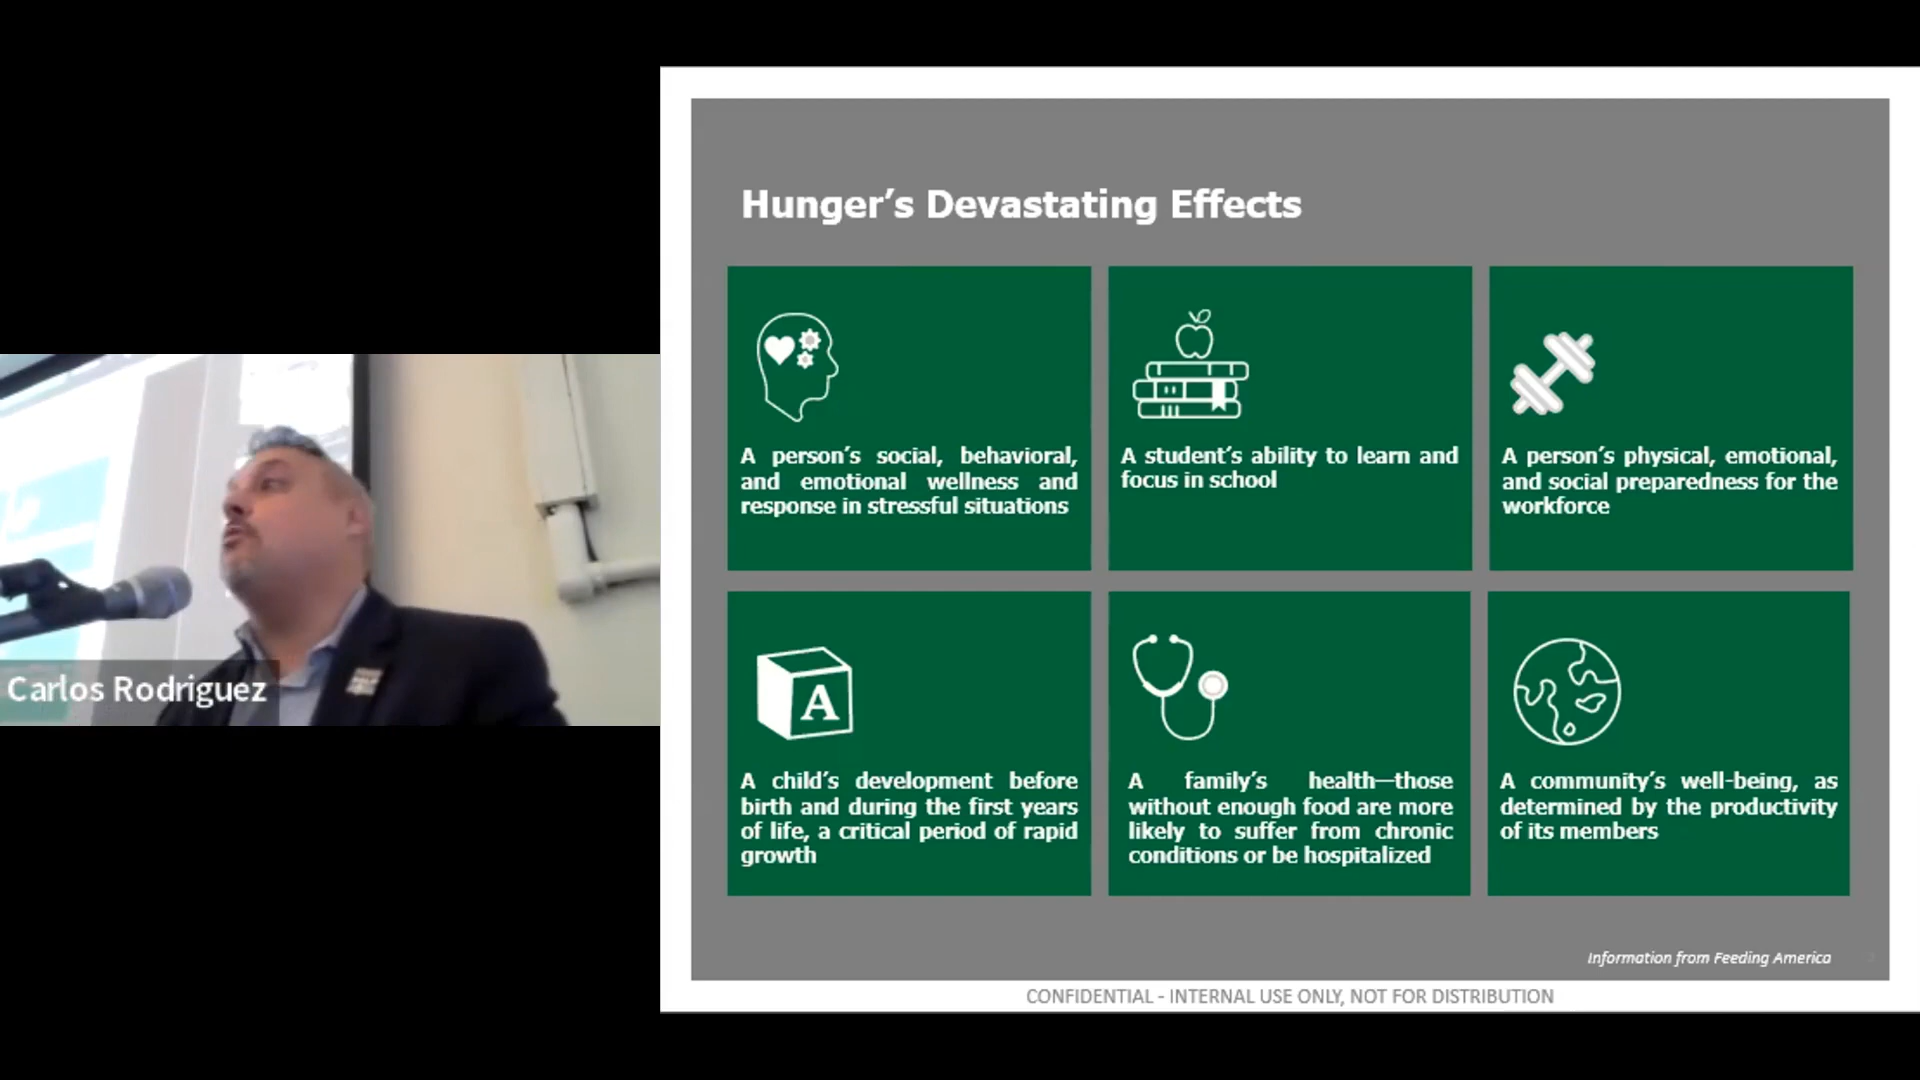 Hunger’s Devastating Effects
A person’s social, behavioral,
and emotional wellness and
response in stressful situations
A student’s ability to learn and
focus in school
A person’s physical, emotional,
and social preparedness for the
workforce
A
A child’s development before
birth and during the first years
of life, a critical period of rapid
growth
A family’s health—those
without enough food are more
likely to suffer from chronic
conditions or be hospitalized
A community’s well-being, as
determined by the productivity
of its members
Information from Feeding America
CONFIDENTIAL - INTERNAL USE ONLY, NOT FOR DISTRIBUTION
Carlos Rodriguez